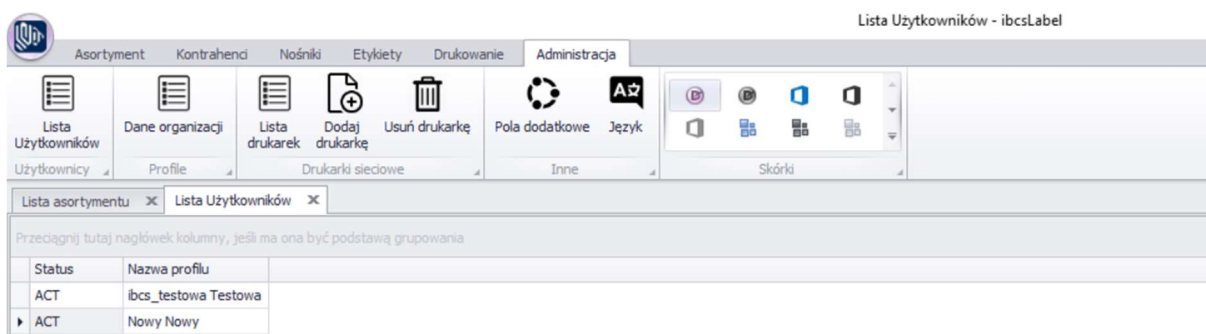 Lista Użytkowników - ibcsLabel
Asortyment Kontrahenci Nośniki Etykiety Drukowanie Administracja
Lista Użytkowników
Dane organizacji
Lista drukarek
Dodaj drukarkę
Usuń drukarkę
Pola dodatkowe
Język
Użytkownicy Profile Drukarki sieciowe Inne Skórki
Lista asortymentu Lista Użytkowników
Przeciągnij tutaj nagłówek kolumny, jeśli ma ona być podstawą grupowania
Status Nazwa profilu
ACT ibcs_testowa Testowa
ACT Nowy Nowy